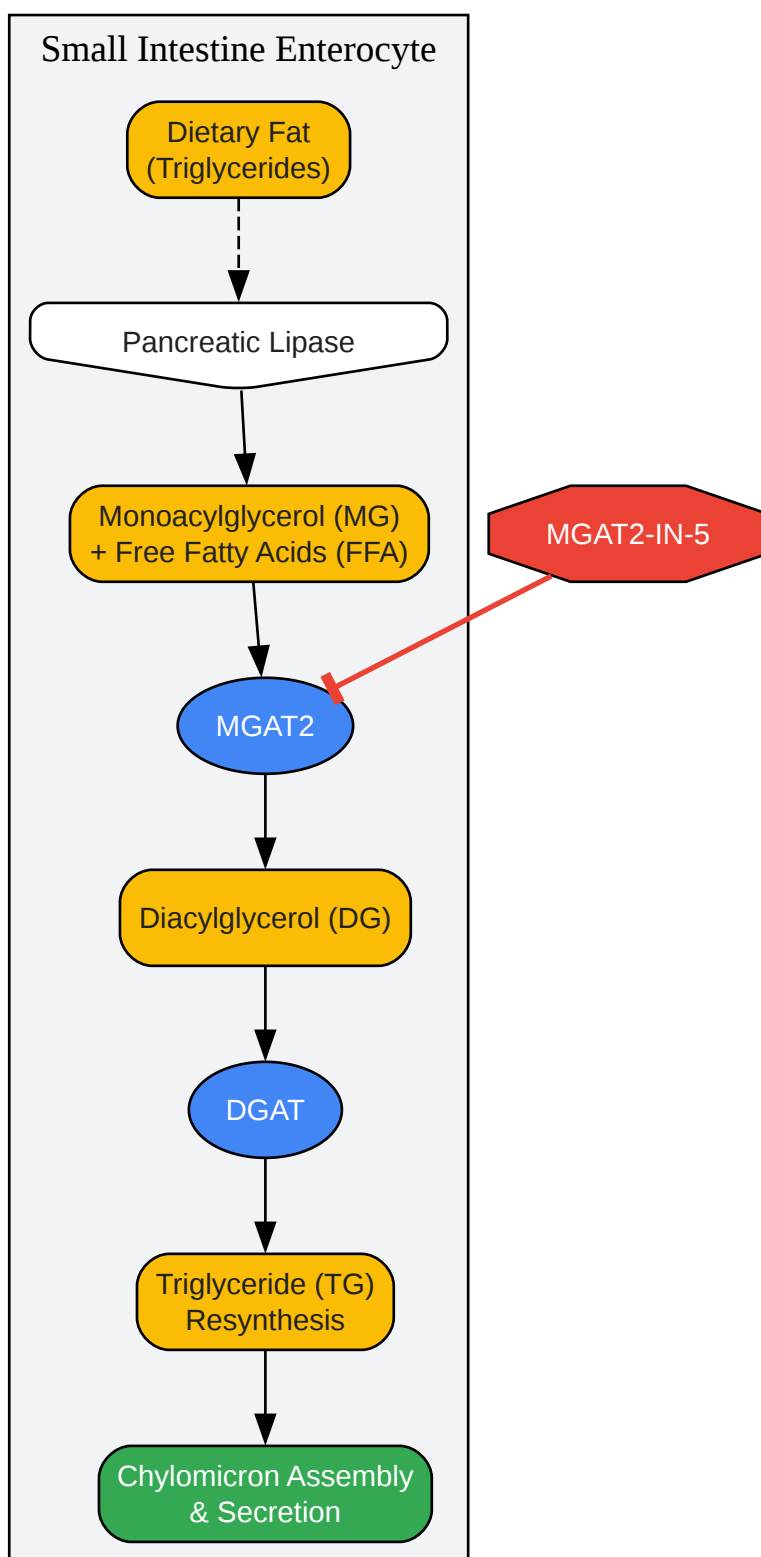 Small Intestine Enterocyte
Dietary Fat
(Triglycerides)
Pancreatic Lipase
Monoacylglycerol (MG)
+ Free Fatty Acids (FFA)
MGAT2-IN-5
MGAT2
Diacylglycerol (DG)
DGAT
Triglyceride (TG)
Resynthesis
Chylomicron Assembly
& Secretion